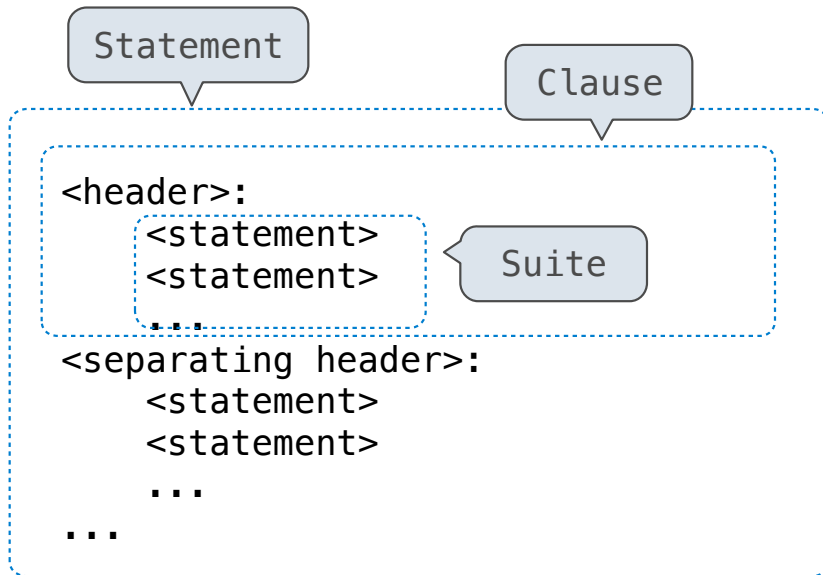 Statement
Clause
<header>:
    <statement>
    <statement>
    ...
Suite
<separating header>:
    <statement>
    <statement>
    ...
...